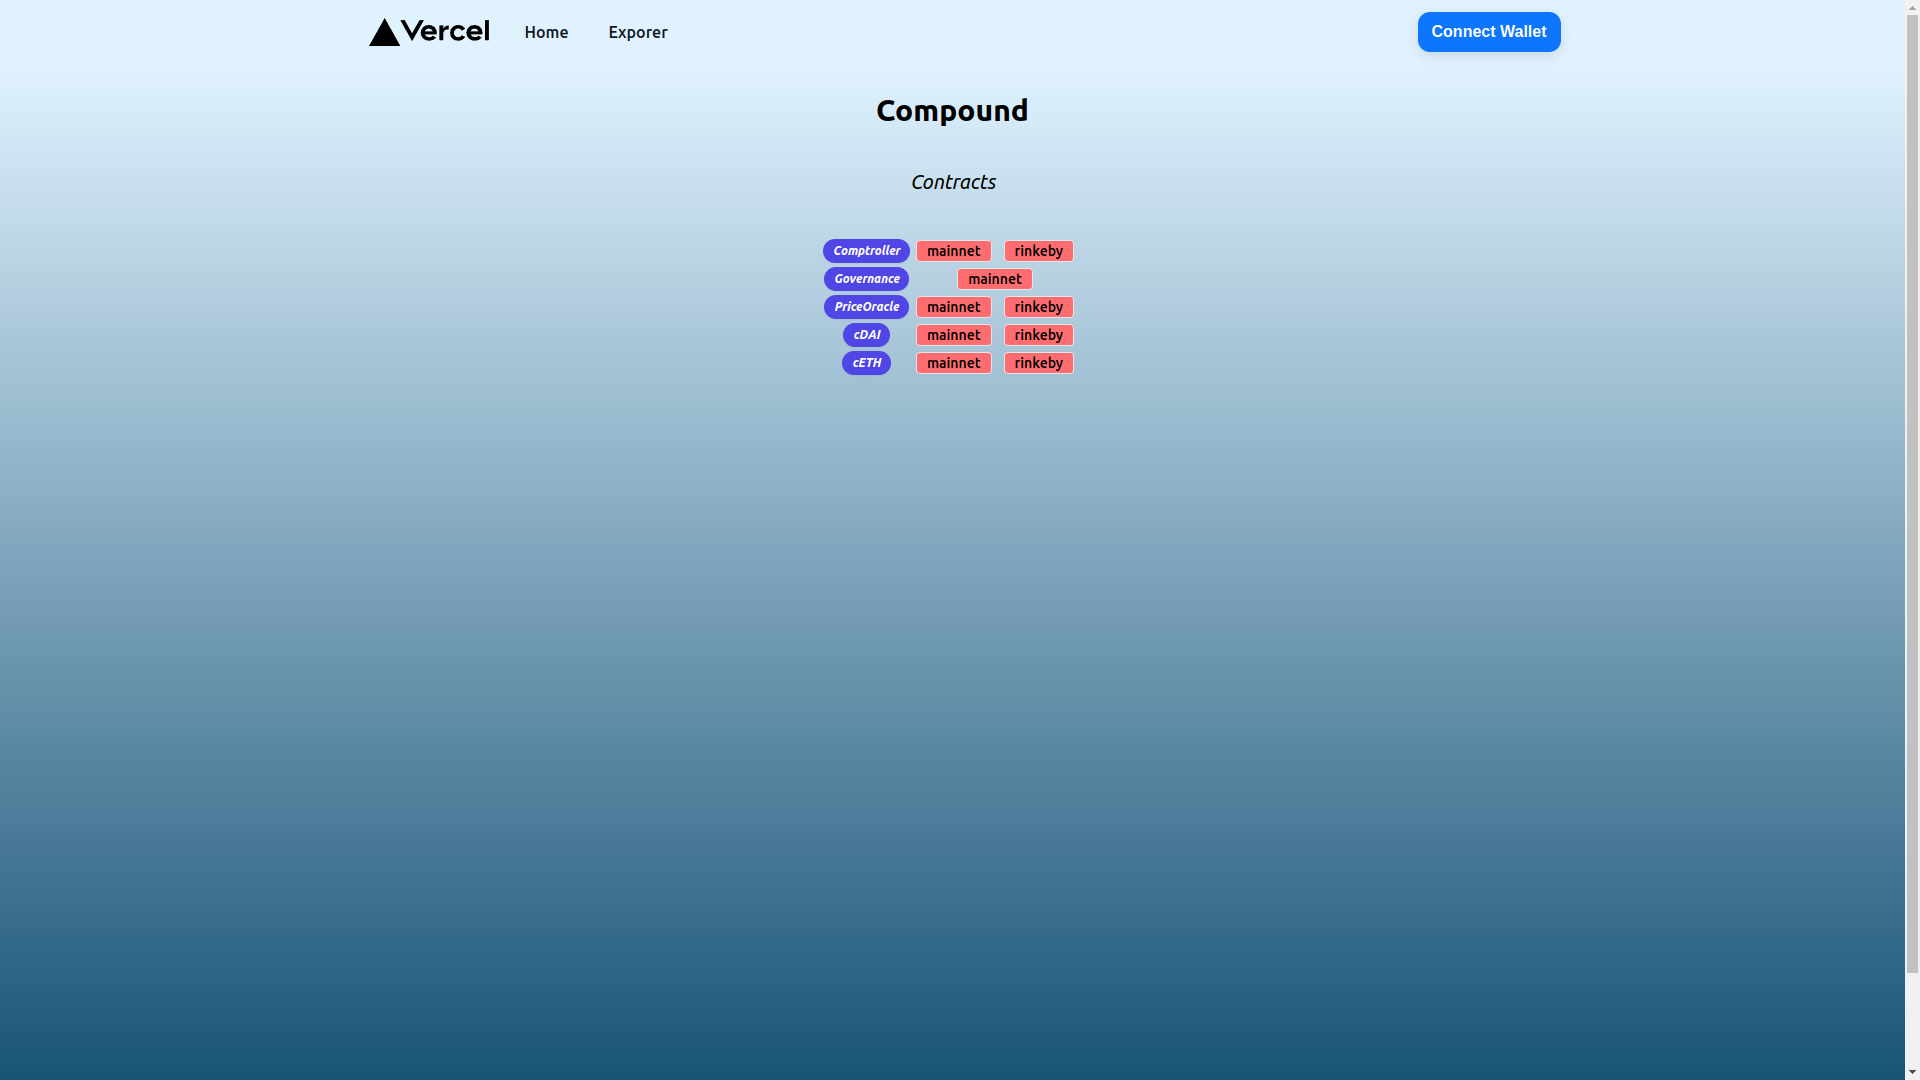 Vercel Home Exporer Connect Wallet
Compound
Contracts
Comptroller mainnet rinkeby
Governance mainnet
PriceOracle mainnet rinkeby
cDAI mainnet rinkeby
cETH mainnet rinkeby